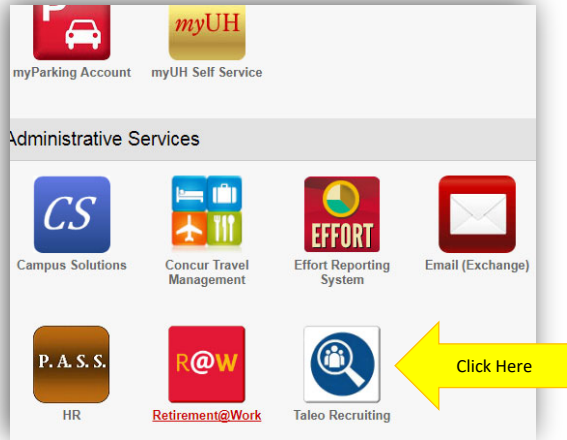 P
myUH
myParking Account myUH Self Service
Administrative Services
CS
EFFORT
Campus Solutions Concur Travel Management Effort Reporting System Email (Exchange)
P. A. S. S. R@W Click Here
HR Retirement@Work Taleo Recruiting